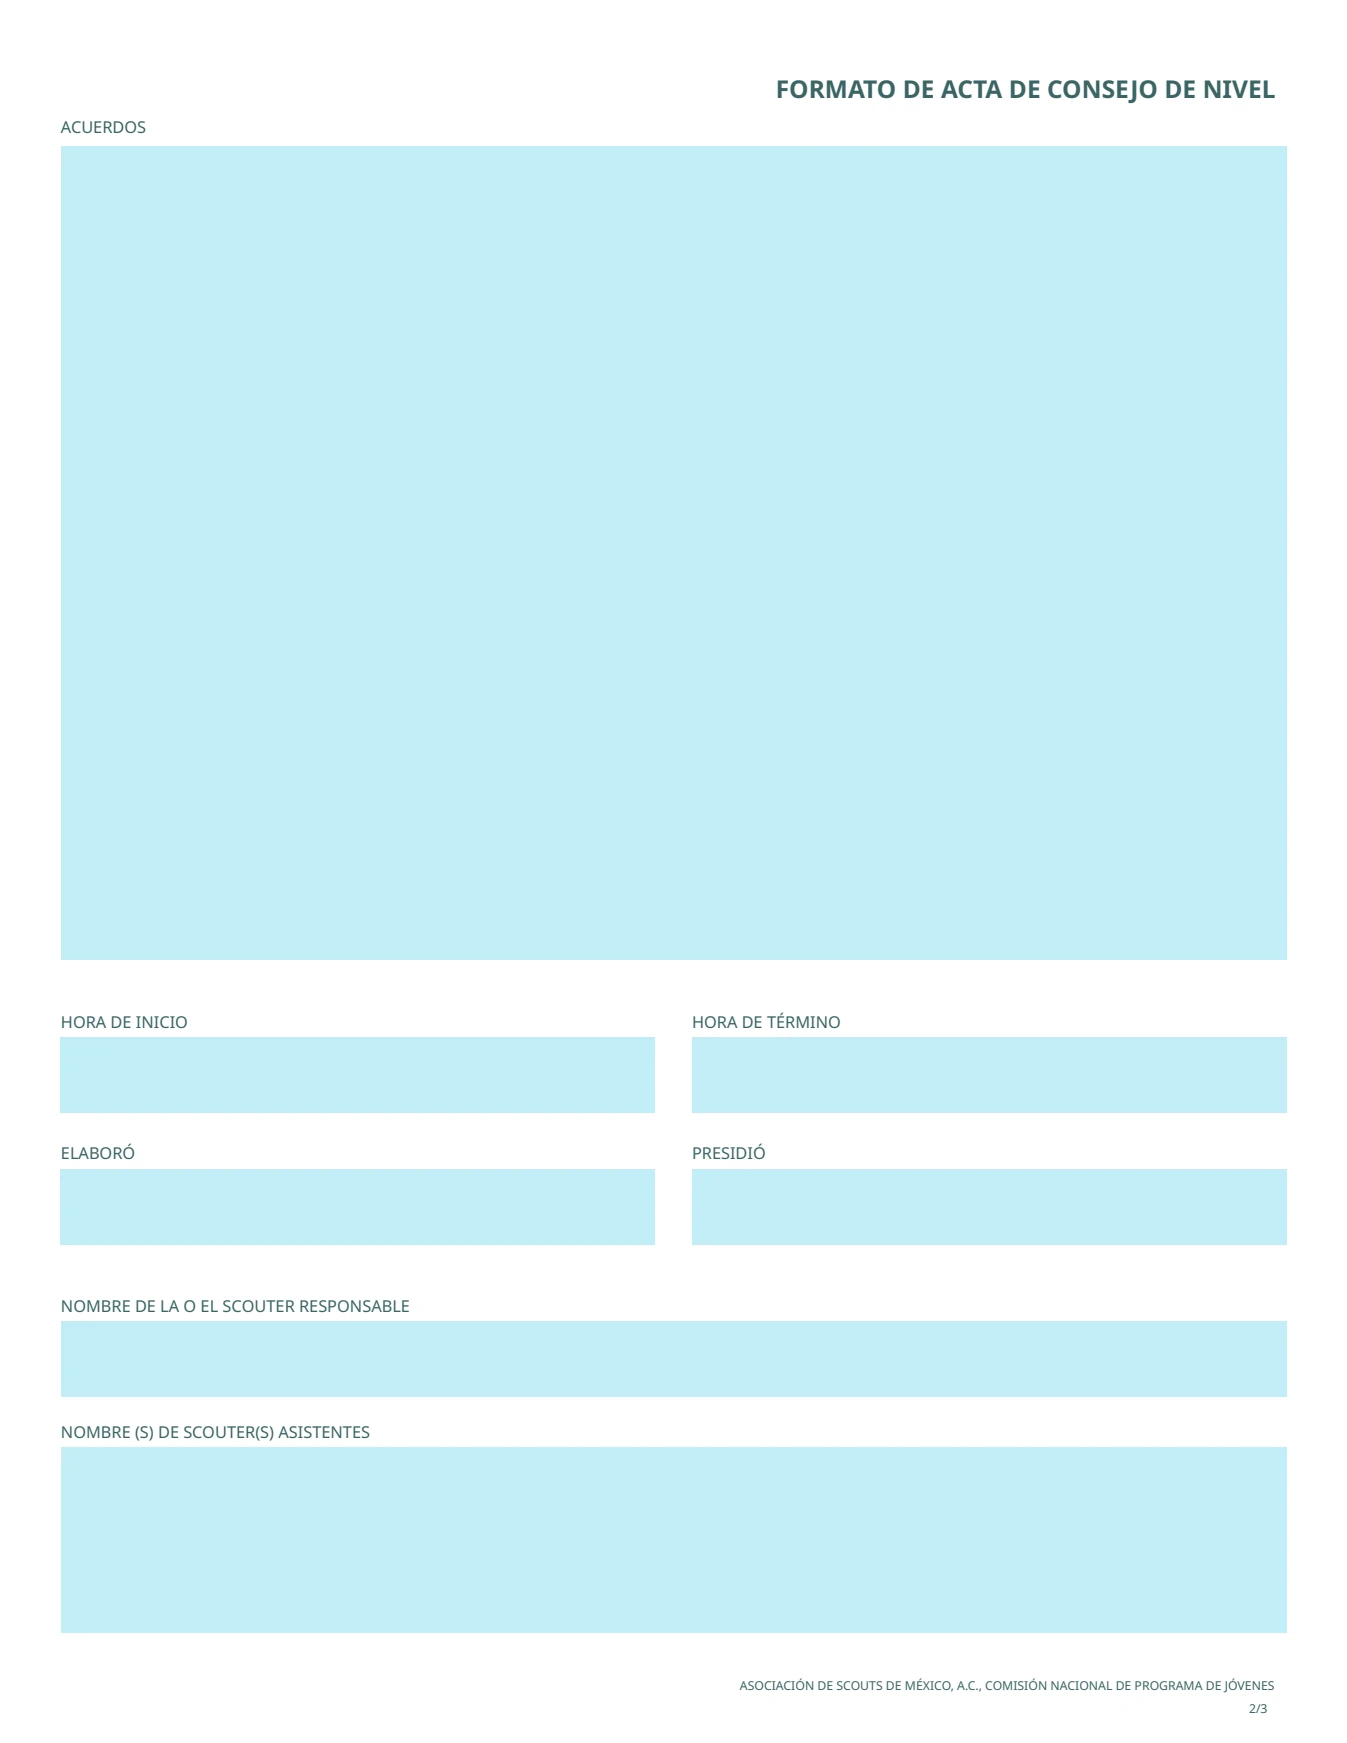 FORMATO DE ACTA DE CONSEJO DE NIVEL
ACUERDOS
HORA DE INICIO
HORA DE TÉRMINO
ELABORÓ
PRESIDIÓ
NOMBRE DE LA O EL SCOUTER RESPONSABLE
NOMBRE (S) DE SCOUTER(S) ASISTENTES
ASOCIACIÓN DE SCOUTS DE MÉXICO, A.C., COMISIÓN NACIONAL DE PROGRAMA DE JÓVENES
2/3